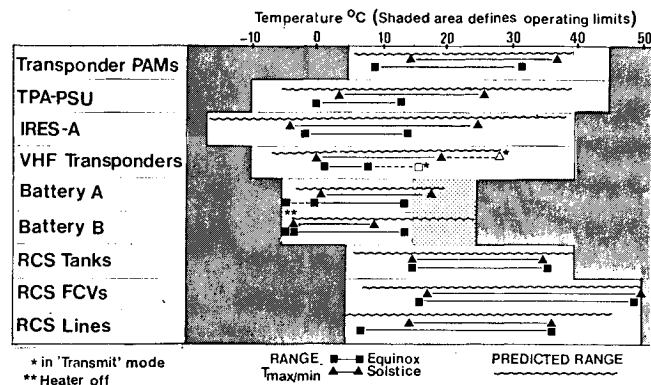 Temperature °C (Shaded area defines operating limits)
-10 0 10 20 30 40 50
Transponder PAMs
TPA-PSU
IRES-A
VHF Transponders
*
*
Battery A
**
Battery B
RCS Tanks
RCS FCVs
RCS Lines
* in 'Transmit' mode
** Heater off
RANGE Equinox
Tmax/min Solstice
PREDICTED RANGE